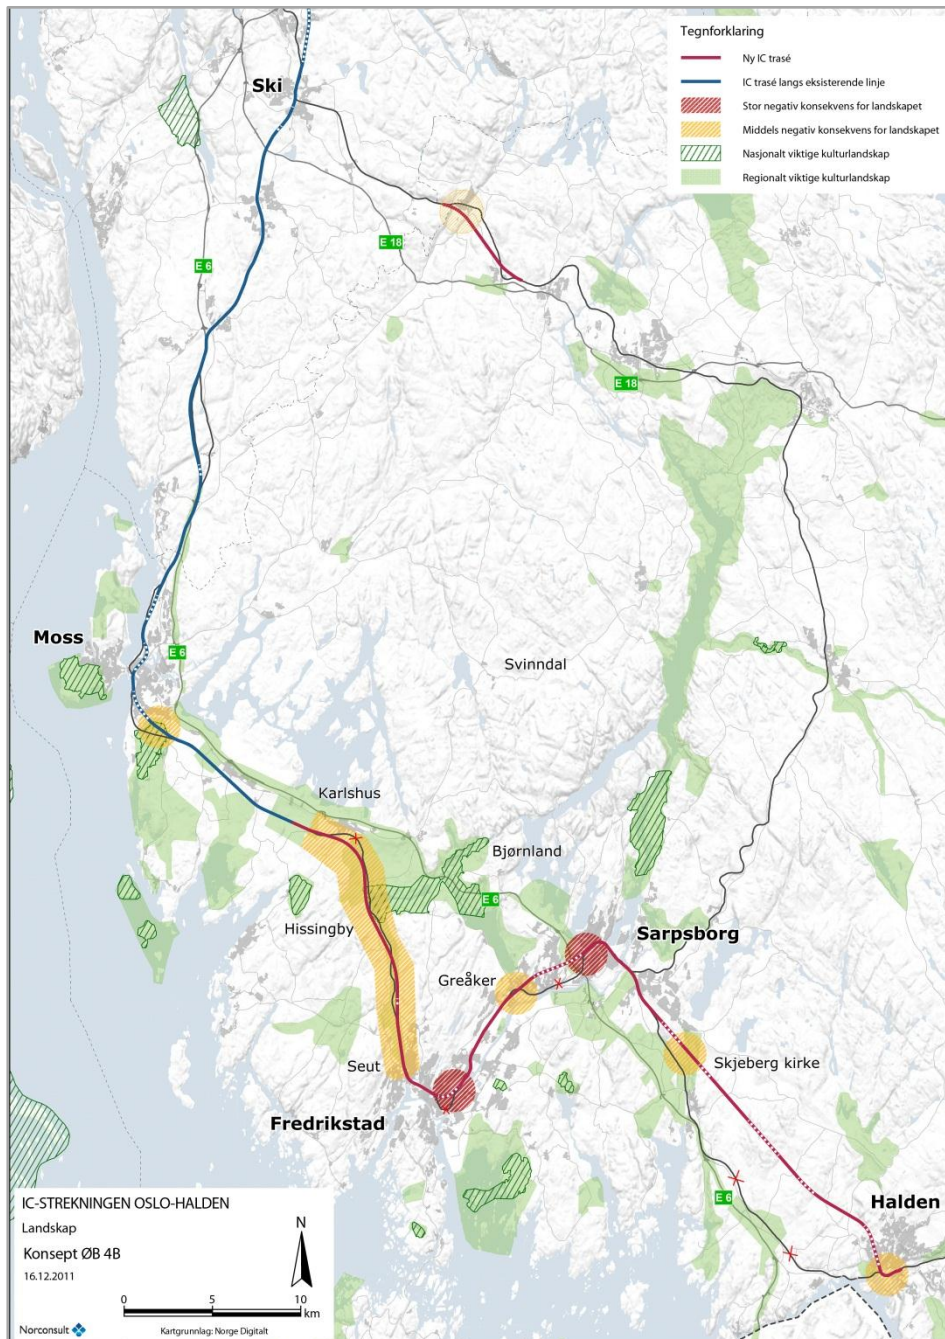 Tegnforklaring
Ny IC trasé
IC trasé langs eksisterende linje
Stor negativ konsekvens for landskapet
Middels negativ konsekvens for landskapet
Nasjonalt viktige kulturlandskap
Regionalt viktige kulturlandskap
Ski
E 18
E 6
E 18
Moss
E 6
Svinndal
Karlshus
Bjørnland
E 6
Hissingby
Sarpsborg
Greåker
Seut
Skjeberg kirke
Fredrikstad
E 6
Halden
IC-STREKNINGEN OSLO-HALDEN
Landskap
Konsept ØB 4B
16.12.2011
N
0 5 10
km
Norconsult
Kartgrunnlag: Norge Digitalt